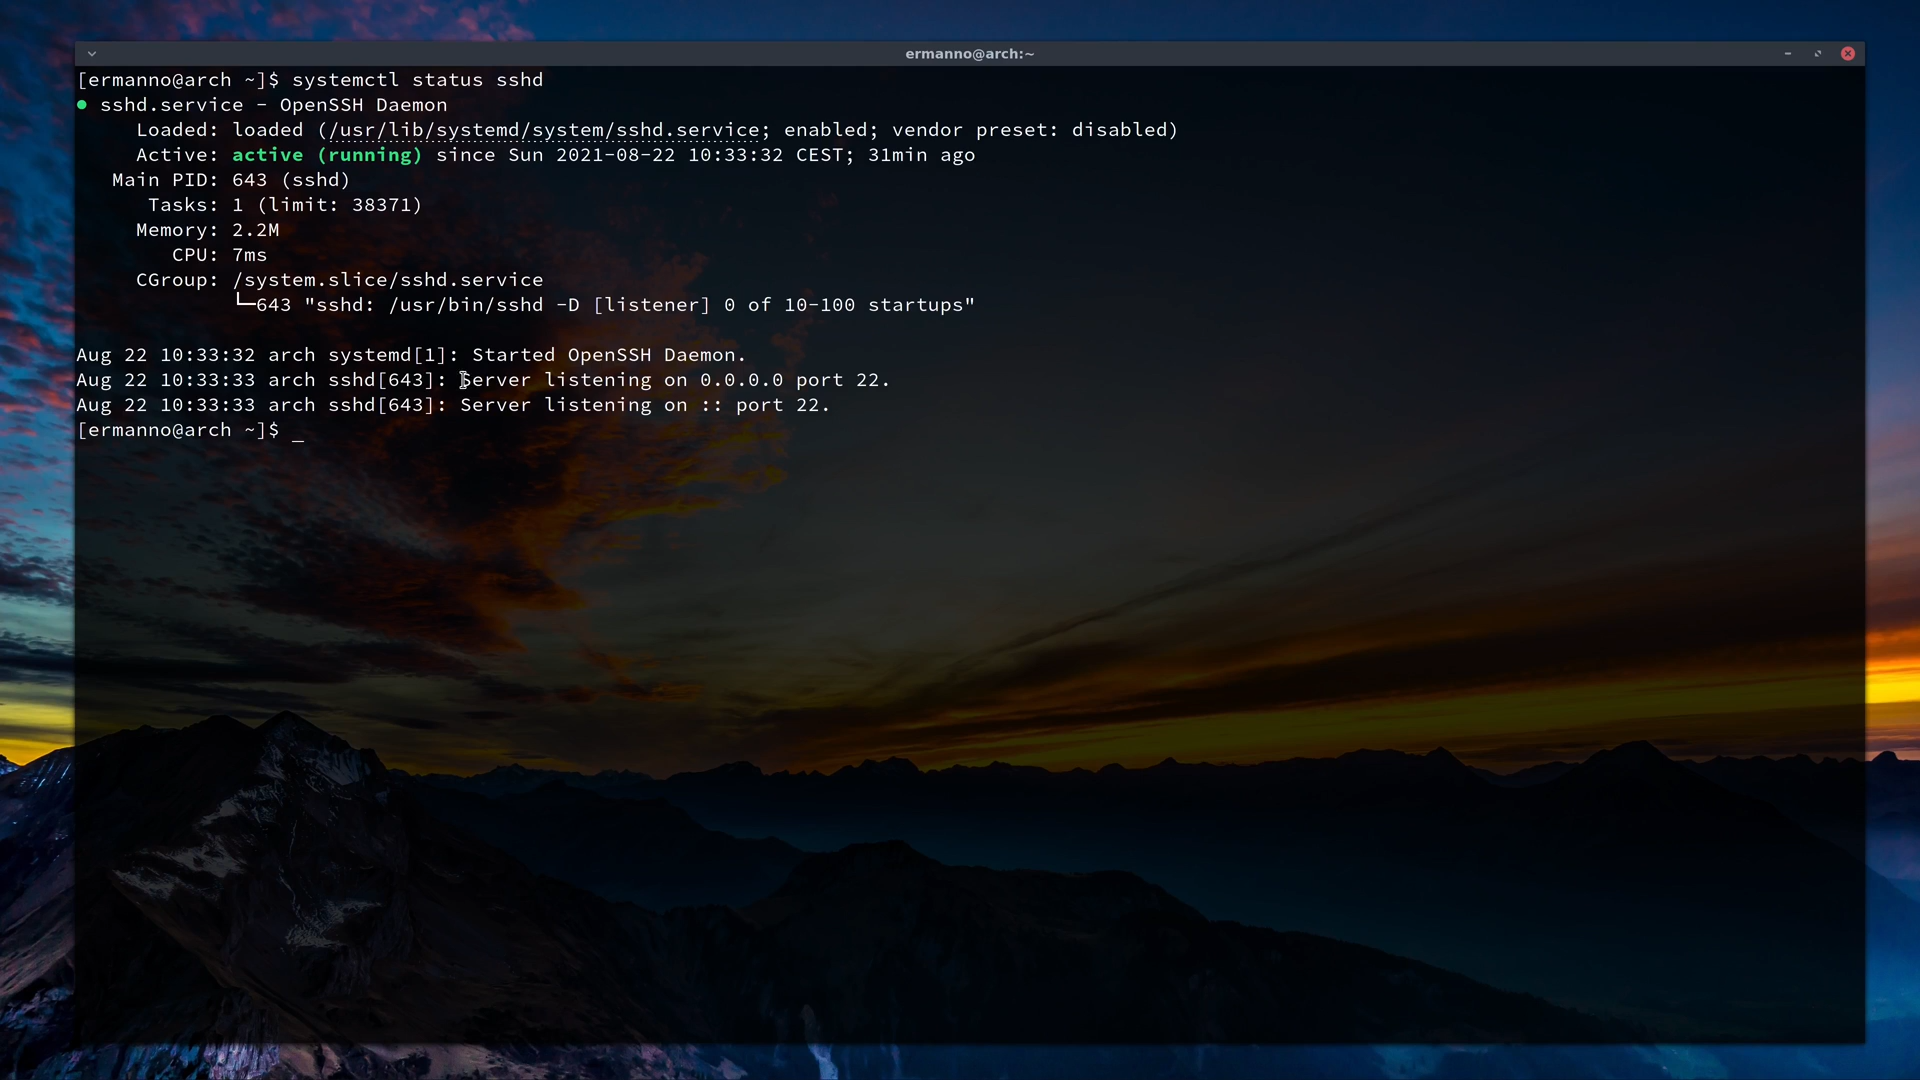 ermanno@arch:~
[ermanno@arch ~]$ systemctl status sshd
● sshd.service - OpenSSH Daemon
     Loaded: loaded (/usr/lib/systemd/system/sshd.service; enabled; vendor preset: disabled)
     Active: active (running) since Sun 2021-08-22 10:33:32 CEST; 31min ago
   Main PID: 643 (sshd)
      Tasks: 1 (limit: 38371)
     Memory: 2.2M
        CPU: 7ms
     CGroup: /system.slice/sshd.service
             └─643 "sshd: /usr/bin/sshd -D [listener] 0 of 10-100 startups"

Aug 22 10:33:32 arch systemd[1]: Started OpenSSH Daemon.
Aug 22 10:33:33 arch sshd[643]: Server listening on 0.0.0.0 port 22.
Aug 22 10:33:33 arch sshd[643]: Server listening on :: port 22.
[ermanno@arch ~]$ _